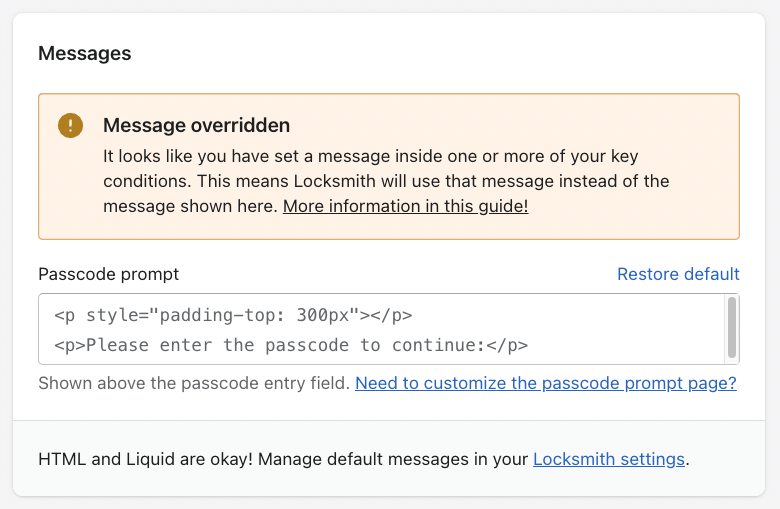 Messages
Message overridden
It looks like you have set a message inside one or more of your key
conditions. This means Locksmith will use that message instead of the
message shown here. More information in this guide!
Passcode prompt
Restore default
<p style="padding-top: 300px"></p>
<p>Please enter the passcode to continue:</p>
Shown above the passcode entry field. Need to customize the passcode prompt page?
HTML and Liquid are okay! Manage default messages in your Locksmith settings.